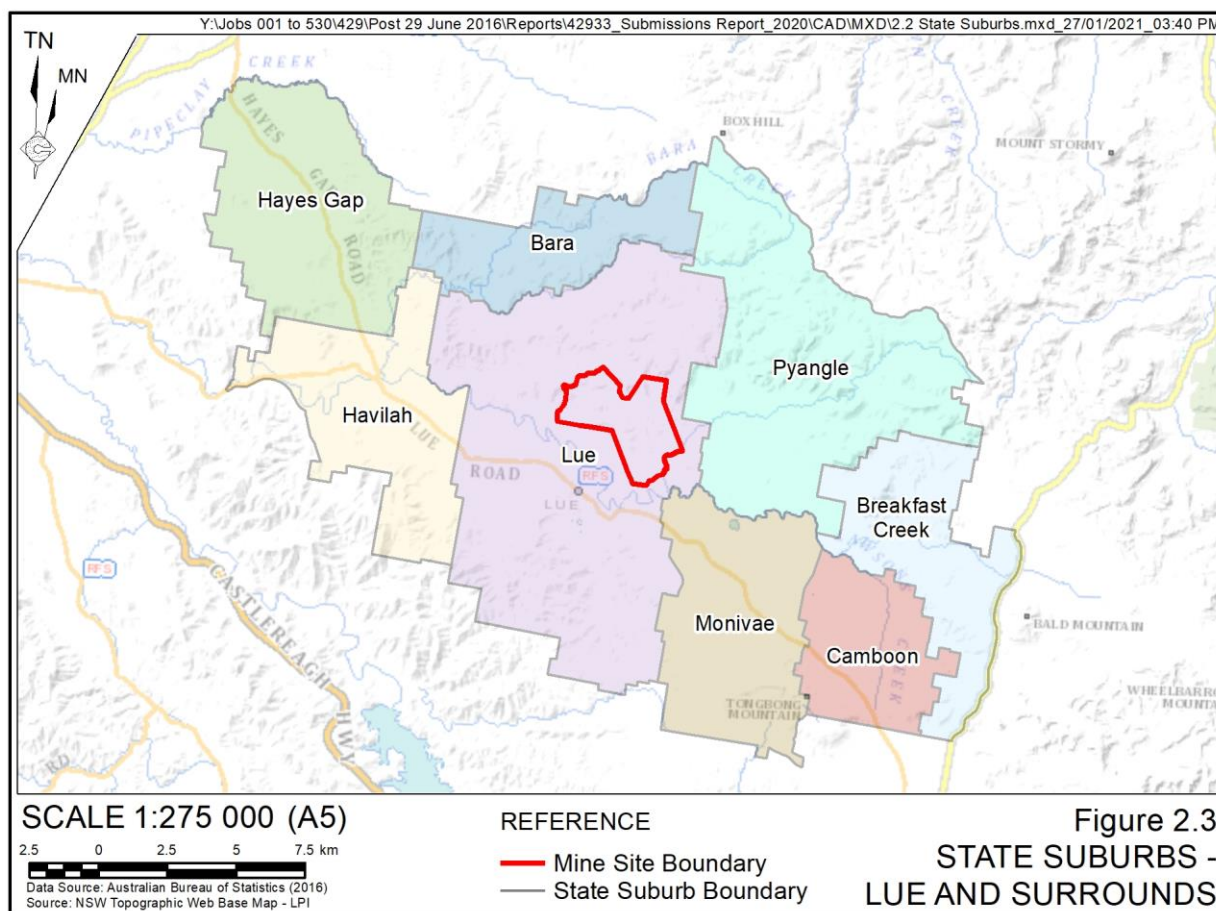 Y:\Jobs 001 to 530\429\Post 29 June 2016\Reports\42933_Submissions Report_2020\CAD\MXD\2.2 State Suburbs.mxd_27/01/2021_03:40 PM
TN
MN
PIPECLAY CREEK
HAYES GAP ROAD
BOX HILL
BARA CREEK
CREEK
MOUNT STORMY
Hayes Gap
Bara
Pyangle
Havilah
LUE ROAD
Lue
RFS
LUE
Breakfast
Creek
RFS
CASTLEREAGH HWY
Monivae
Camboon
CREEK
BALD MOUNTAIN
TONGBONG
MOUNTAIN
RD
SCALE 1:275 000 (A5)
2.5 0 2.5 5 7.5 km
Data Source: Australian Bureau of Statistics (2016)
Source: NSW Topographic Web Base Map - LPI
REFERENCE
Mine Site Boundary
State Suburb Boundary
Figure 2.3
STATE SUBURBS -
LUE AND SURROUNDS